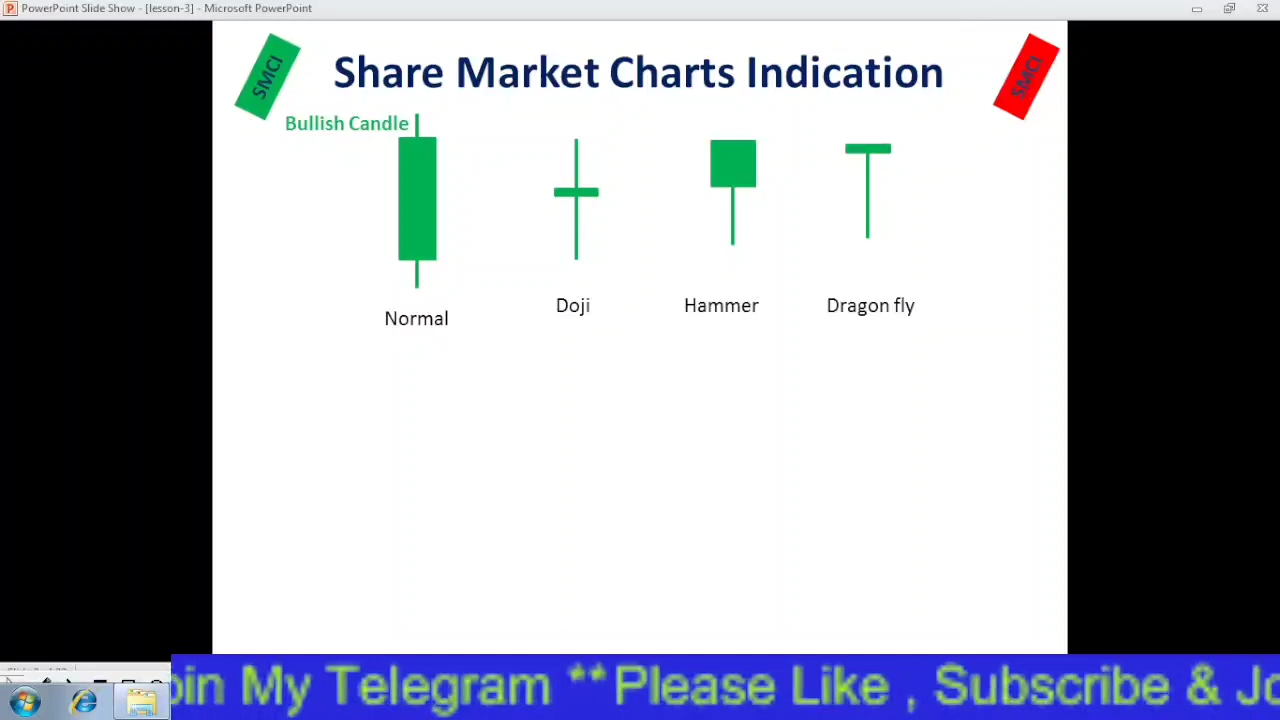 PowerPoint Slide Show - [lesson-3] - Microsoft PowerPoint
SMCI
Share Market Charts Indication
SMCI
Bullish Candle
Normal
Doji
Hammer
Dragon fly
oin My Telegram **Please Like , Subscribe & Jo